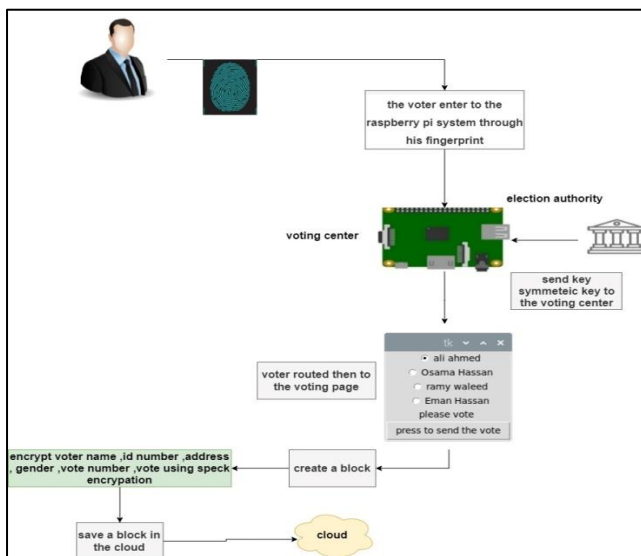 the voter enter to the
raspberry pi system through
his fingerprint
election authority
voting center
send key
symmeteic key to
the voting center
tk
ali ahmed
Osama Hassan
ramy waleed
Eman Hassan
please vote
press to send the vote
voter routed then to
the voting page
encrypt voter name ,id number ,address
, gender ,vote number ,vote using speck
encrypation
create a block
save a block in
the cloud
cloud